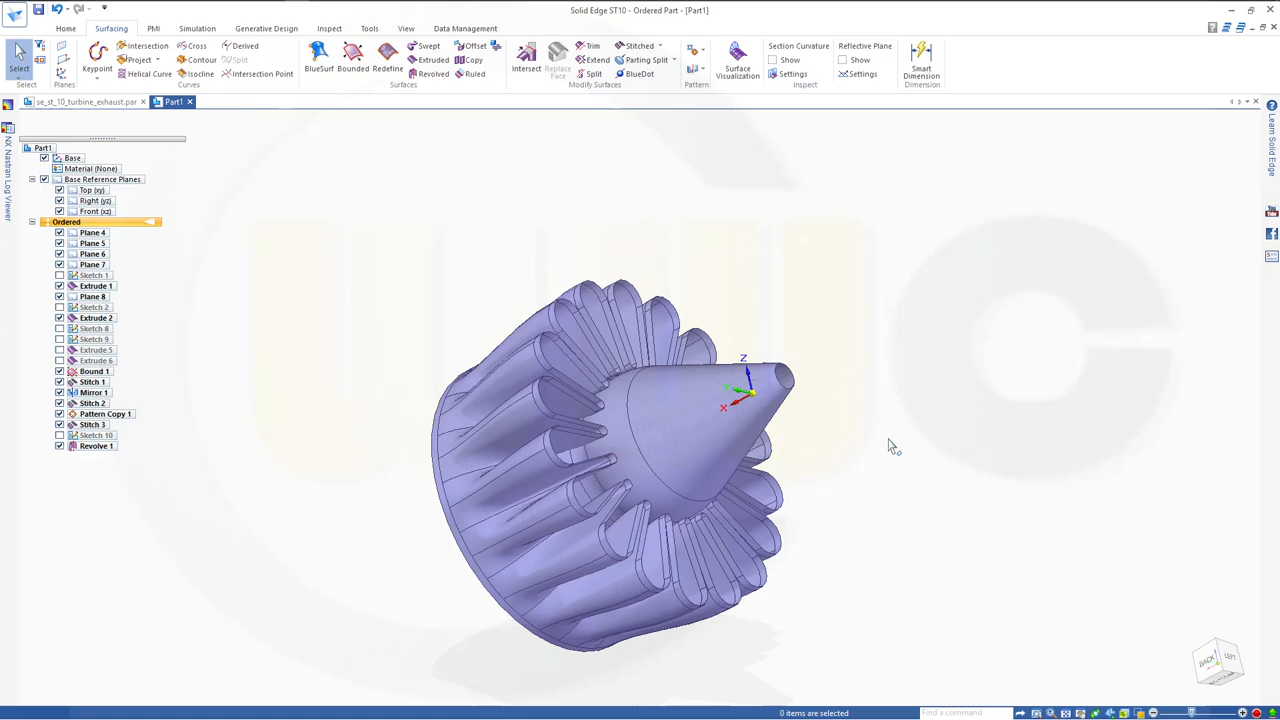 Solid Edge ST10 - Ordered Part - [Part1]
Home Surfacing PMI Simulation Generative Design Inspect Tools View Data Management
Select
Select
Planes
Keypoint
Intersection
Project
Helical Curve
Cross
Contour
Isocline
Derived
Split
Intersection Point
Curves
BlueSurf
Bounded
Redefine
Swept
Extruded
Revolved
Offset
Copy
Ruled
Surfaces
Intersect
Replace
Face
Trim
Extend
Split
Stitched
Parting Split
BlueDot
Modify Surfaces
Pattern
Surface
Visualization
Section Curvature
Show
Settings
Reflective Plane
Show
Settings
Inspect
Smart
Dimension
Dimension
se_st_10_turbine_exhaust.par
Part1
NX Nastran Log Viewer
Learn Solid Edge
You
Tube
Part1
Base
Material (None)
Base Reference Planes
Top (xy)
Right (yz)
Front (xz)
Ordered
Plane 4
Plane 5
Plane 6
Plane 7
Sketch 1
Extrude 1
Plane 8
Sketch 2
Extrude 2
Sketch 8
Sketch 9
Extrude 5
Extrude 6
Bound 1
Stitch 1
Mirror 1
Stitch 2
Pattern Copy 1
Stitch 3
Sketch 10
Revolve 1
Z
X
BACK
LEFT
0 items are selected
Find a command